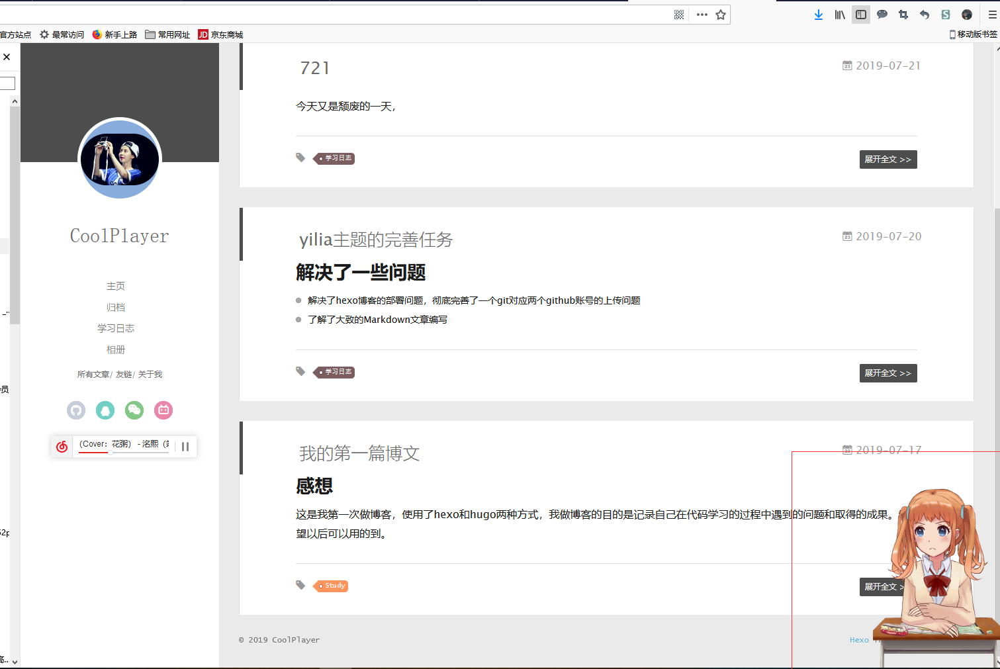 官方站点 最常访问 新手上路 常用网址 JD 京东商城 移动版书签
721
2019-07-21
今天又是颓废的一天，
学习日志
展开全文 >>
CoolPlayer
主页
归档
学习日志
相册
所有文章/ 友链/ 关于我
（Cover：花粥） - 洺熙（
yilia主题的完善任务
2019-07-20
解决了一些问题
解决了hexo博客的部署问题，彻底完善了一个git对应两个github账号的上传问题
了解了大致的Markdown文章编写
学习日志
展开全文 >>
我的第一篇博文
2019-07-17
感想
这是我第一次做博客，使用了hexo和hugo两种方式，我做博客的目的是记录自己在代码学习的过程中遇到的问题和取得的成果。
望以后可以用的到。
Study
展开全文 >
© 2019 CoolPlayer
Hexo